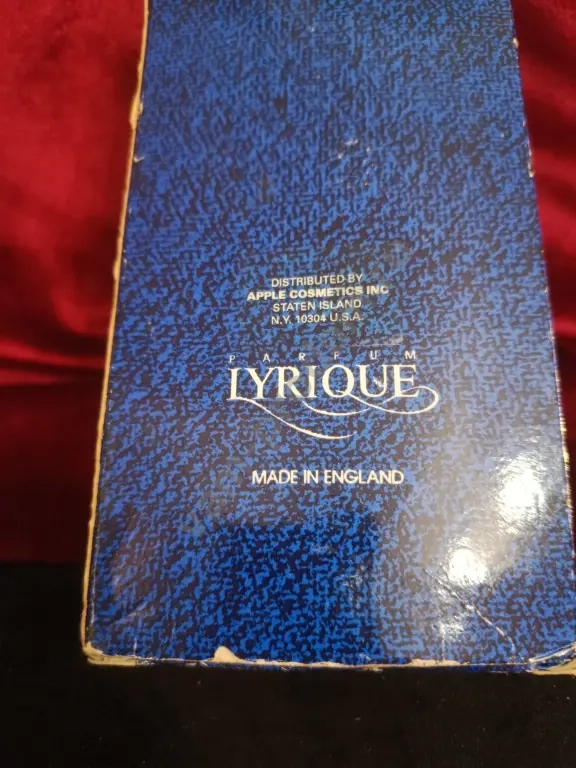 DISTRIBUTED BY
APPLE COSMETICS INC
STATEN ISLAND
N.Y. 10304 U.S.A.
PARFUM
LYRIQUE
MADE IN ENGLAND